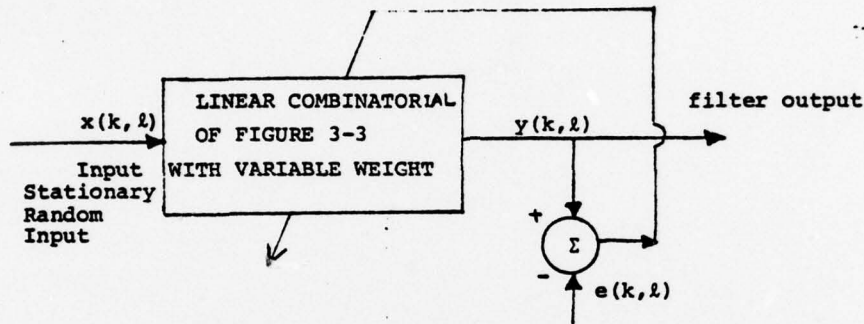 filter output
LINEAR COMBINATORIAL
OF FIGURE 3-3
WITH VARIABLE WEIGHT
x(k,ℓ)
Input
Stationary
Random
Input
y(k,ℓ)
+
Σ
-
e(k,ℓ)